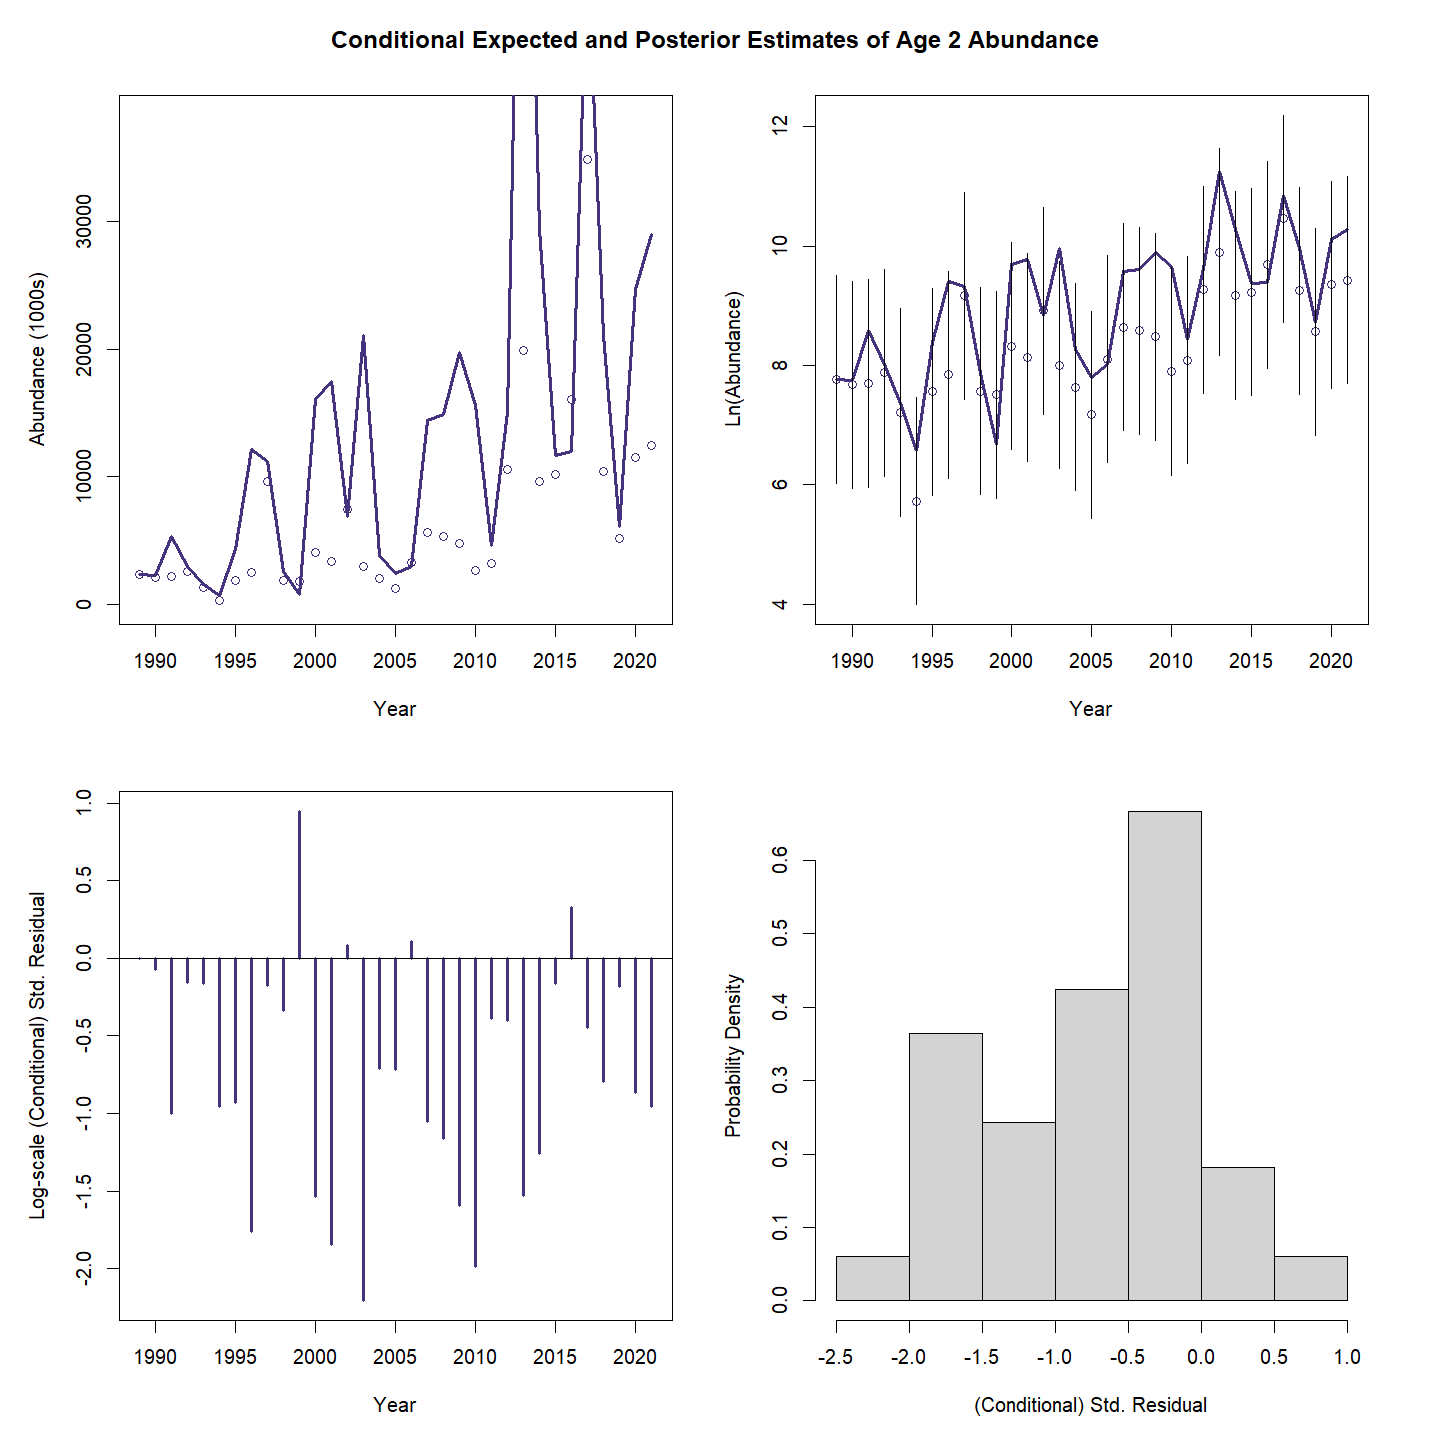 Conditional Expected and Posterior Estimates of Age 2 Abundance
Abundance (1000s)
0
10000
20000
30000
1990 1995 2000 2005 2010 2015 2020
Year
Ln(Abundance)
4
6
8
10
12
1990 1995 2000 2005 2010 2015 2020
Year
Log-scale (Conditional) Std. Residual
-2.0
-1.5
-1.0
-0.5
0.0
0.5
1.0
1990 1995 2000 2005 2010 2015 2020
Year
Probability Density
0.0
0.1
0.2
0.3
0.4
0.5
0.6
-2.5 -2.0 -1.5 -1.0 -0.5 0.0 0.5 1.0
(Conditional) Std. Residual